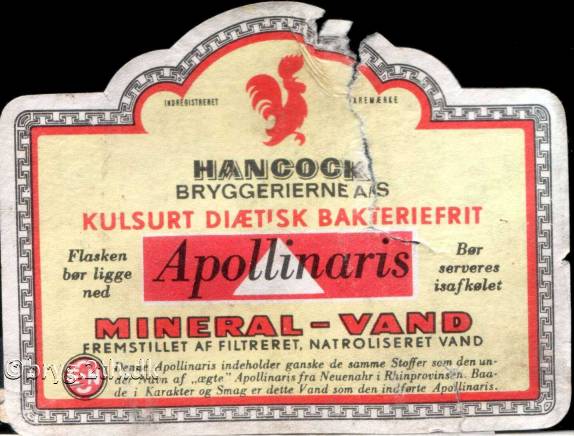 INDREGISTRERET VAREMÆRKE
HANCOCK
BRYGGERIERNE A/S
KULSURT DIÆTISK BAKTERIEFRIT
Flasken
bør ligge
ned
Apollinaris
Bør
serveres
isafkølet
MINERAL-VAND
FREMSTILLET AF FILTRERET, NATROLISERET VAND
Dette Apollinaris indeholder ganske de samme Stoffer som den un-
der Navn af „ægte" Apollinaris fra Neuenahr i Rhinprovinsen. Baa-
de i Karakter og Smag er dette Vand som den indførte Apollinaris.